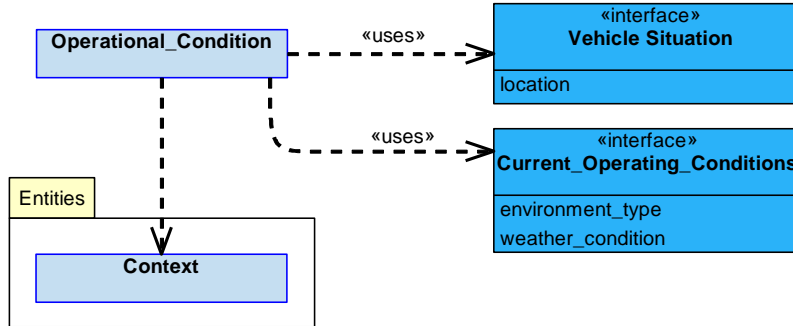 «interface»
Operational_Condition
«uses»
Vehicle Situation
location
«uses»
«interface»
Current_Operating_Conditions
Entities
environment_type
weather_condition
Context